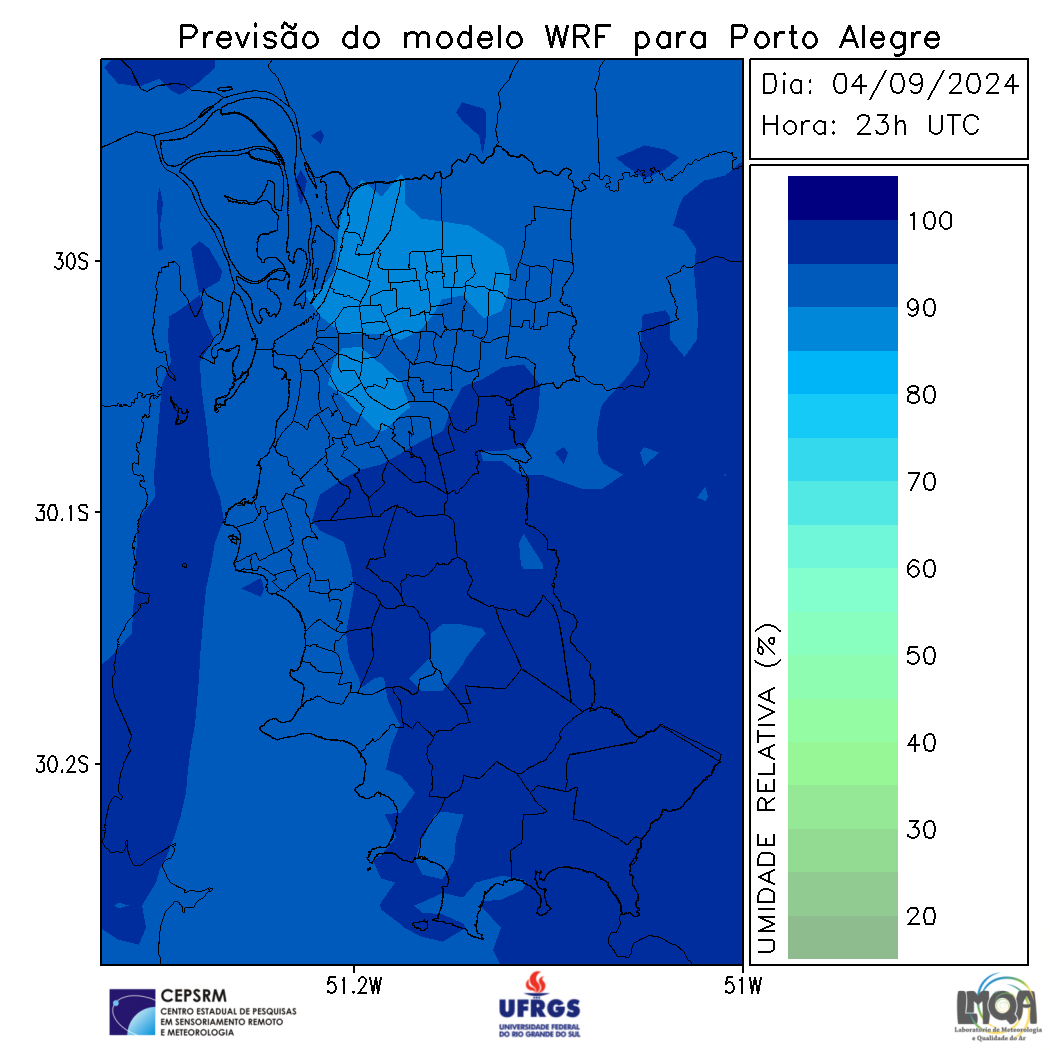 Previsão do modelo WRF para Porto Alegre
Dia: 04/09/2024
Hora: 23h UTC
100
90
80
70
60
50
40
30
20
UMIDADE RELATIVA (%)
30S
30.1S
30.2S
51.2W
51W
CEPSRM
CENTRO ESTADUAL DE PESQUISAS
EM SENSORIAMENTO REMOTO
E METEOROLOGIA
UFRGS
UNIVERSIDADE FEDERAL
DO RIO GRANDE DO SUL
LMQA
Laboratório de Meteorologia
e Qualidade do Ar